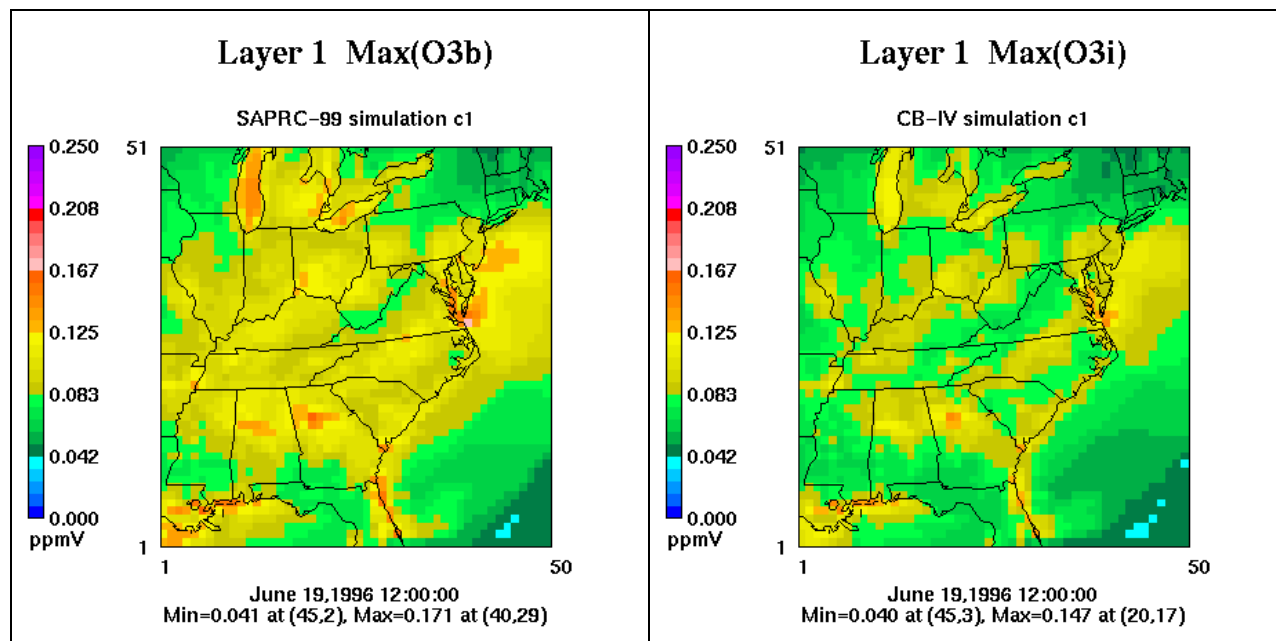 Layer 1 Max(O3b)
SAPRC-99 simulation c1
0.250
0.208
0.167
0.125
0.083
0.042
0.000
ppmV
51
1
1
50
June 19,1996 12:00:00
Min=0.041 at (45,2), Max=0.171 at (40,29)
Layer 1 Max(O3i)
CB-IV simulation c1
0.250
0.208
0.167
0.125
0.083
0.042
0.000
ppmV
51
1
1
50
June 19,1996 12:00:00
Min=0.040 at (45,3), Max=0.147 at (20,17)